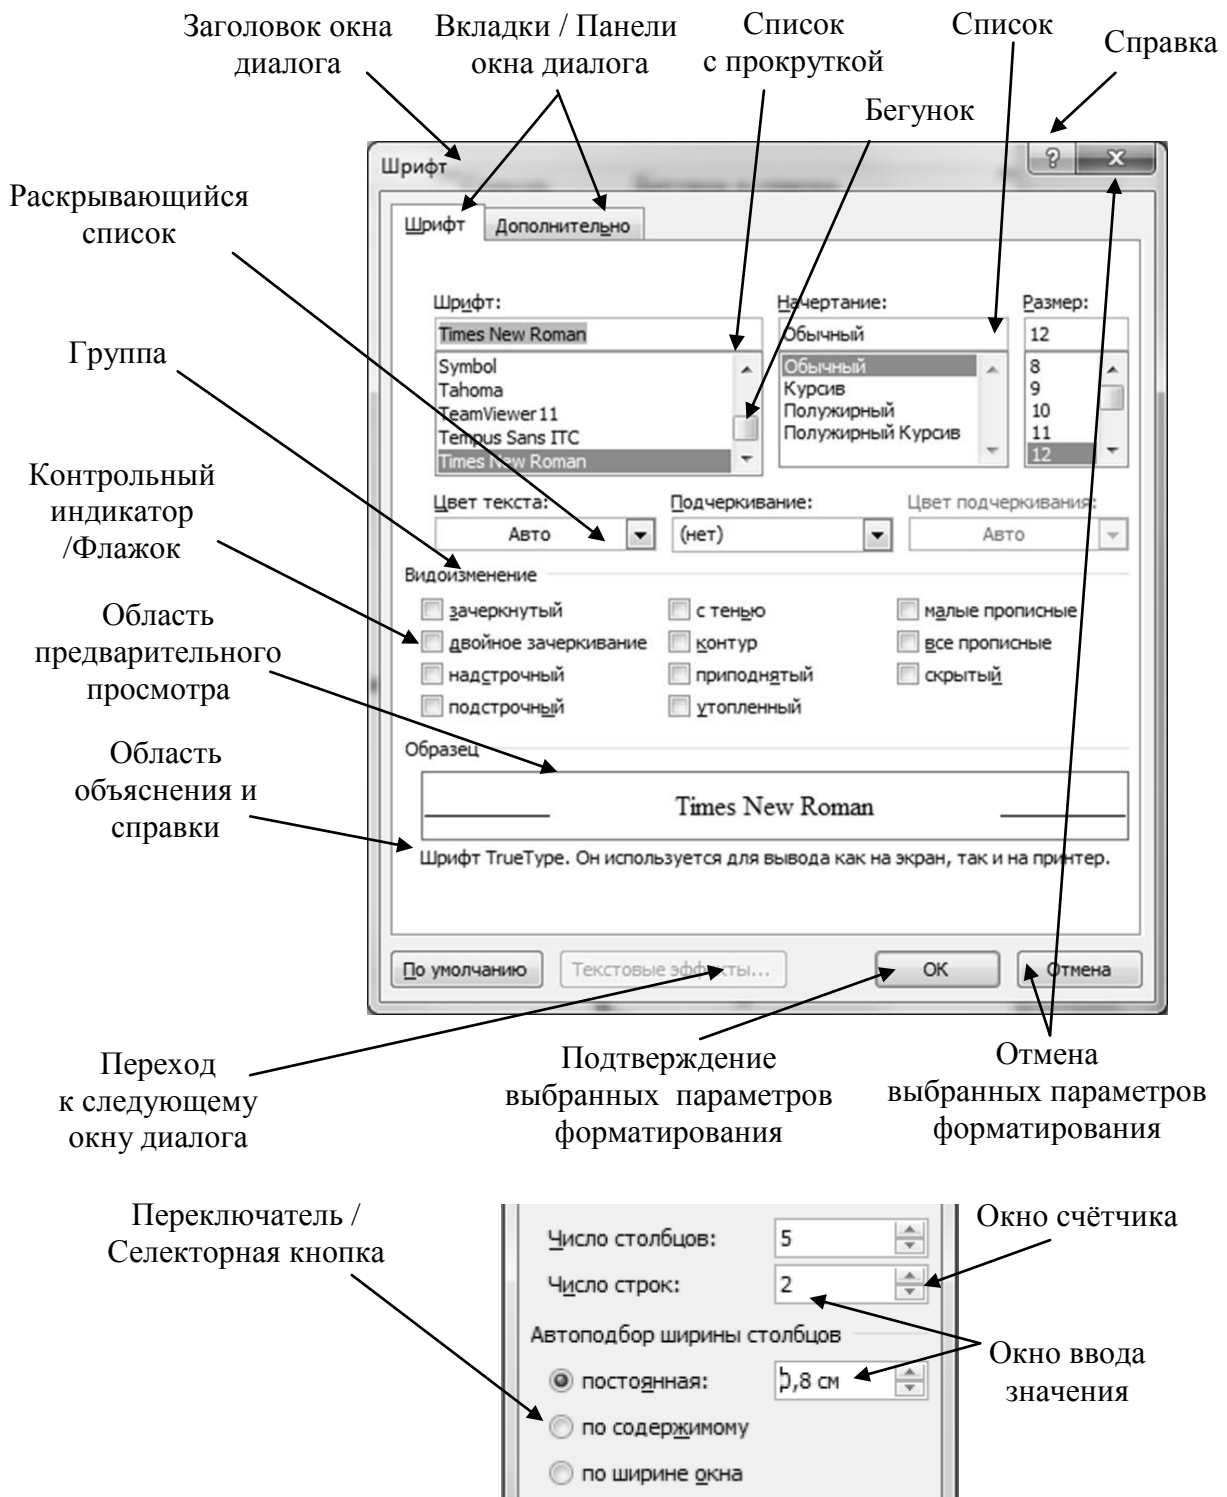 Заголовок окна
диалога
Вкладки / Панели
окна диалога
Список
с прокруткой
Список
Справка
Бегунок
Раскрывающийся
список
Группа
Контрольный
индикатор
/Флажок
Область
предварительного
просмотра
Область
объяснения и
справки
Шрифт
? x
Шрифт Дополнительно
Шрифт: Начертание: Размер:
Times New Roman Обычный 12
Symbol Обычный 8
Tahoma Курсив 9
TeamViewer11 Полужирный 10
Tempus Sans ITC Полужирный Курсив 11
Times New Roman 12
Цвет текста: Подчеркивание: Цвет подчеркивания:
Авто (нет) Авто
Видоизменение
зачеркнутый с тенью малые прописные
двойное зачеркивание контур все прописные
надстрочный приподнятый скрытый
подстрочный утопленный
Образец
Times New Roman
Шрифт TrueType. Он используется для вывода как на экран, так и на принтер.
По умолчанию Текстовые эффекты... ОК Отмена
Переход
к следующему
окну диалога
Подтверждение
выбранных параметров
форматирования
Отмена
выбранных параметров
форматирования
Переключатель /
Селекторная кнопка
Число столбцов: 5
Число строк: 2
Автоподбор ширины столбцов
постоянная: 0,8 см
по содержимому
по ширине окна
Окно счётчика
Окно ввода
значения